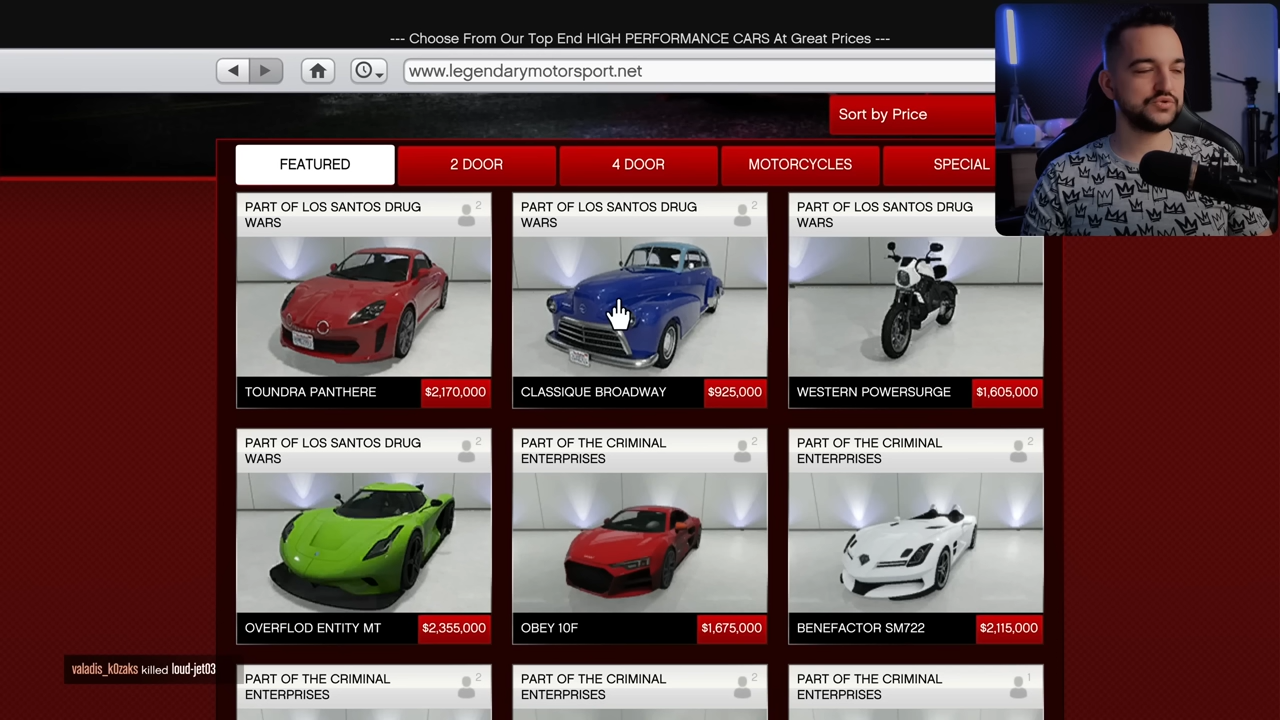 --- Choose From Our Top End HIGH PERFORMANCE CARS At Great Prices ---
www.legendarymotorsport.net
Sort by Price
FEATURED
2 DOOR
4 DOOR
MOTORCYCLES
SPECIAL
PART OF LOS SANTOS DRUG
WARS
2
TOUNDRA PANTHERE
$2,170,000
PART OF LOS SANTOS DRUG
WARS
2
CLASSIQUE BROADWAY
$925,000
PART OF LOS SANTOS DRUG
WARS
WESTERN POWERSURGE
$1,605,000
PART OF LOS SANTOS DRUG
WARS
2
OVERFLOD ENTITY MT
$2,355,000
PART OF THE CRIMINAL
ENTERPRISES
2
OBEY 10F
$1,675,000
PART OF THE CRIMINAL
ENTERPRISES
2
BENEFACTOR SM722
$2,115,000
valadis_k0zaks killed loud-jet03
PART OF THE CRIMINAL
ENTERPRISES
2
PART OF THE CRIMINAL
ENTERPRISES
2
PART OF THE CRIMINAL
ENTERPRISES
1